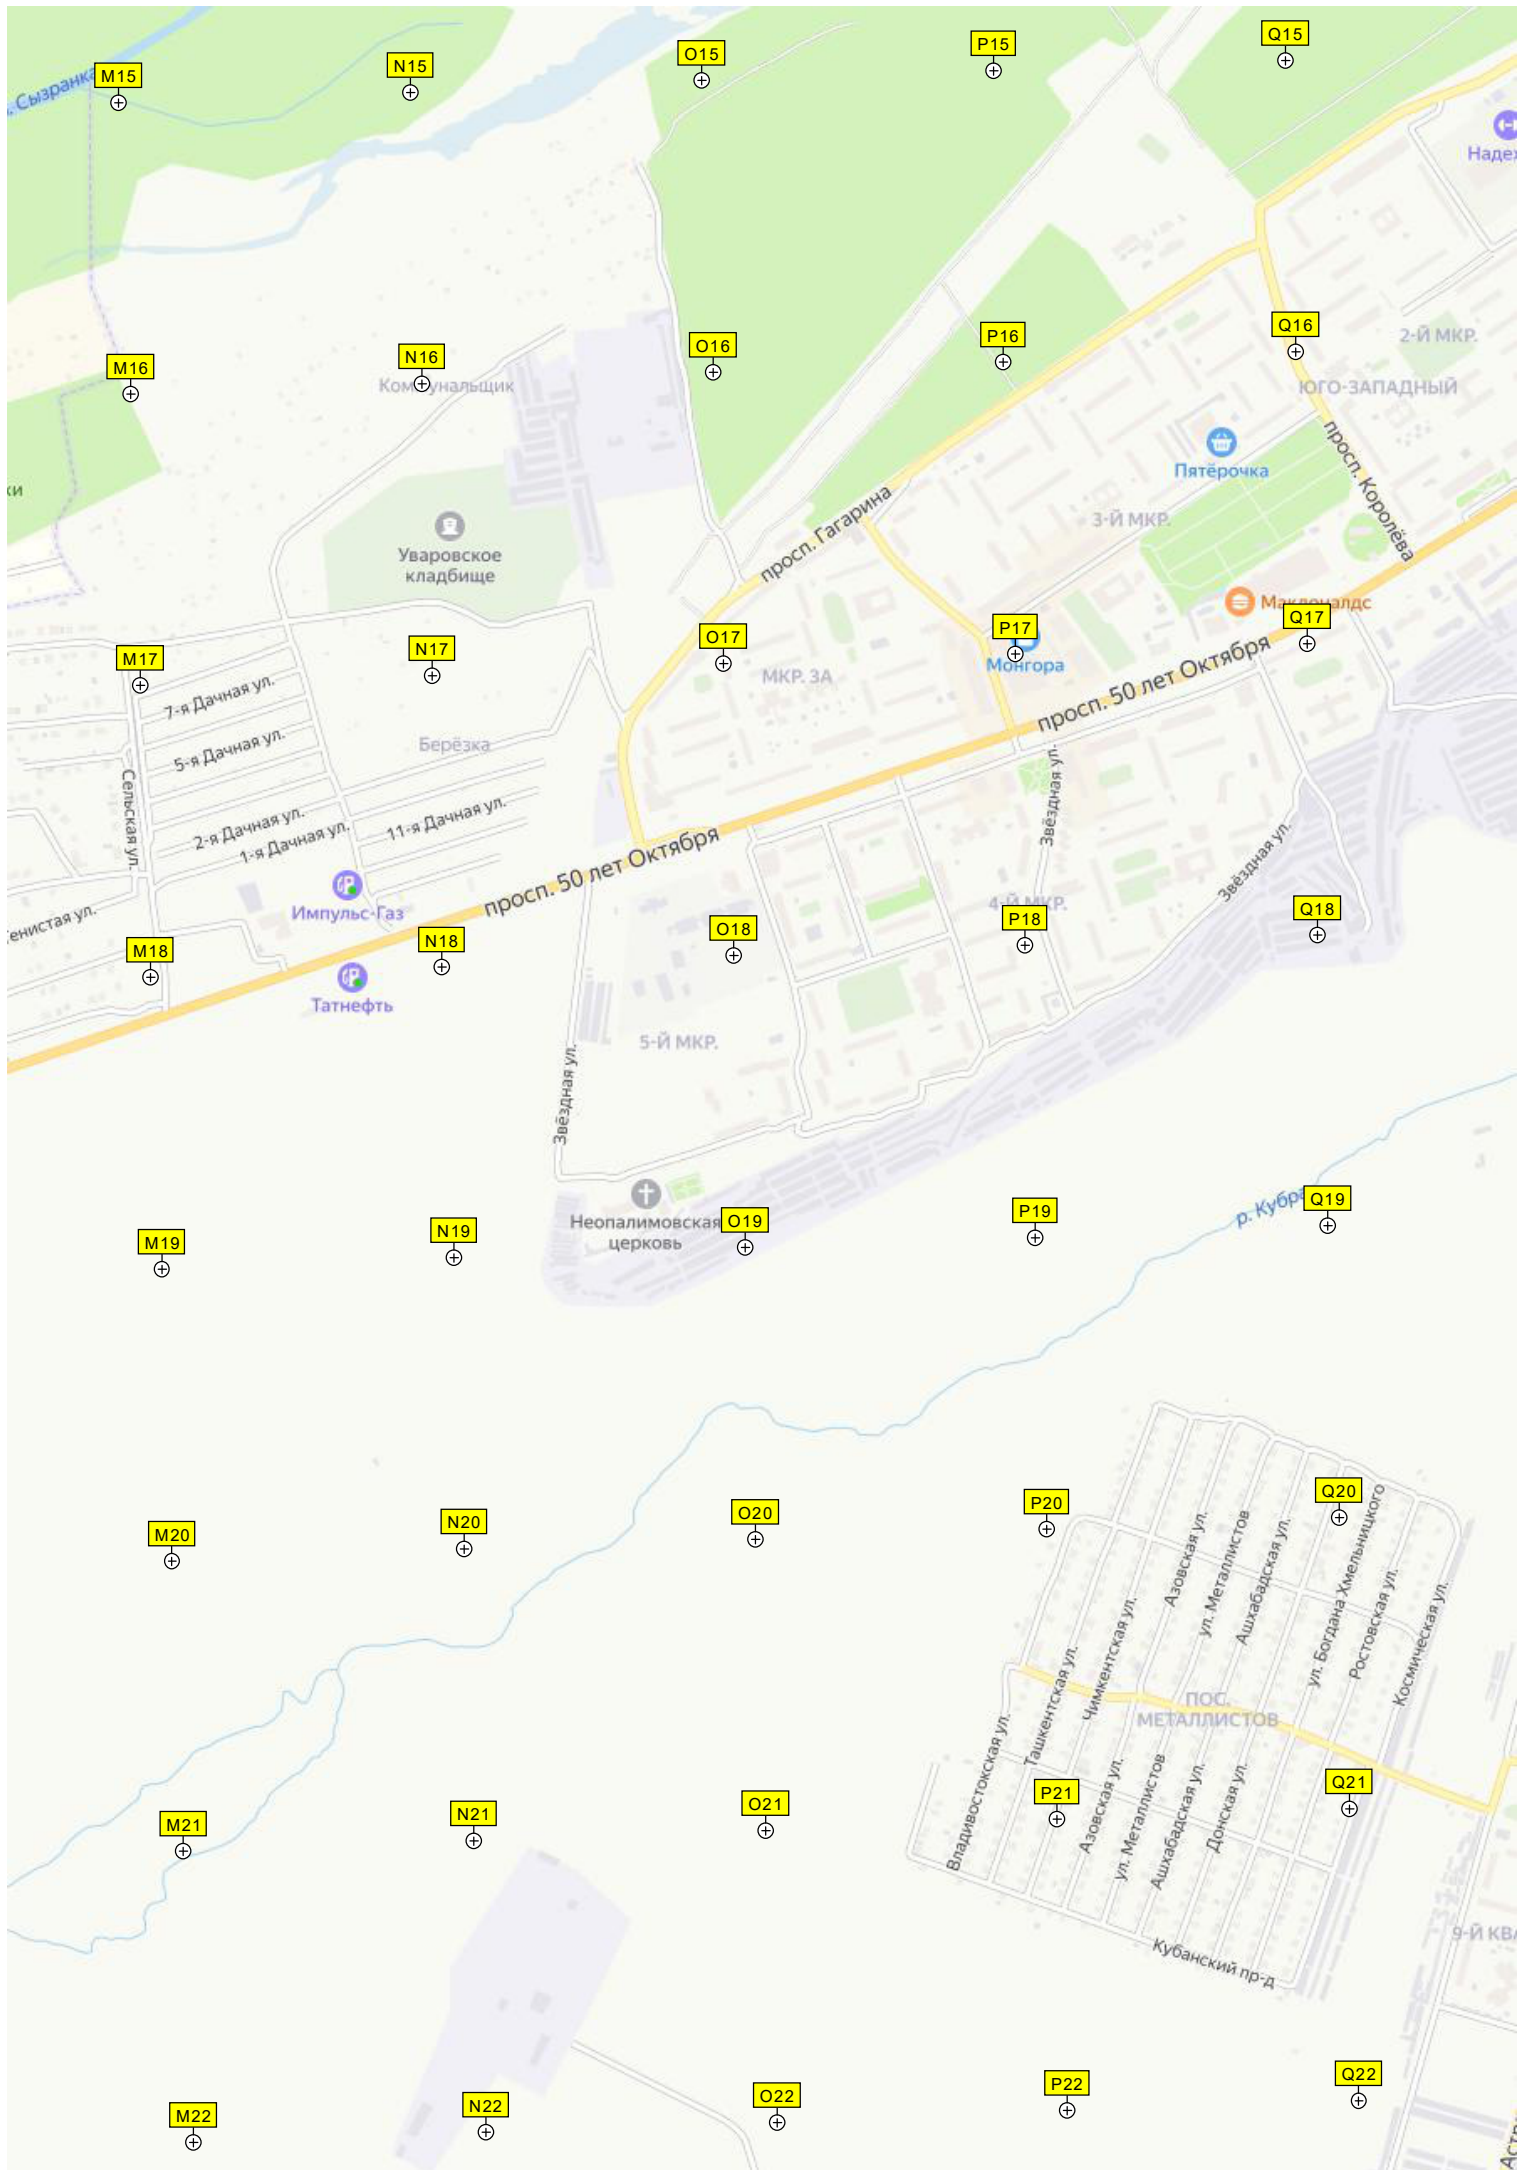 Q15
P15
O15
N15
M15
р. Сызранка
Надеж
Q16
P16
2-Й МКР.
O16
N16
M16
Коммунальщик
ЮГО-ЗАПАДНЫЙ
просп. Королёва
Пятёрочка
ки
просп. Гагарина
3-Й МКР.
Уваровское
кладбище
Макдоналдс
Q17
P17
O17
N17
M17
Монгора
МКР. 3А
просп. 50 лет Октября
7-я Дачная ул.
5-я Дачная ул.
Берёзка
Сельская ул.
Звёздная ул.
2-я Дачная ул.
1-я Дачная ул.
11-я Дачная ул.
просп. 50 лет Октября
Звёздная ул.
Импульс-Газ
4-Й МКР.
Q18
P18
O18
N18
M18
Татнефть
5-Й МКР.
Звёздная ул.
р. Кубра
Q19
P19
O19
N19
M19
Неопалимовская
церковь
Q20
P20
O20
N20
M20
Азовская ул.
ул. Металлистов
Ашхабадская ул.
ул. Богдана Хмельницкого
Ростовская ул.
Космическая ул.
Чимкентская ул.
Ташкентская ул.
Владивостокская ул.
ПОС.
МЕТАЛЛИСТОВ
Q21
P21
O21
N21
M21
Азовская ул.
ул. Металлистов
Ашхабадская ул.
Донская ул.
9-Й КВА
Кубанский пр-д
Q22
P22
O22
N22
M22
Астр